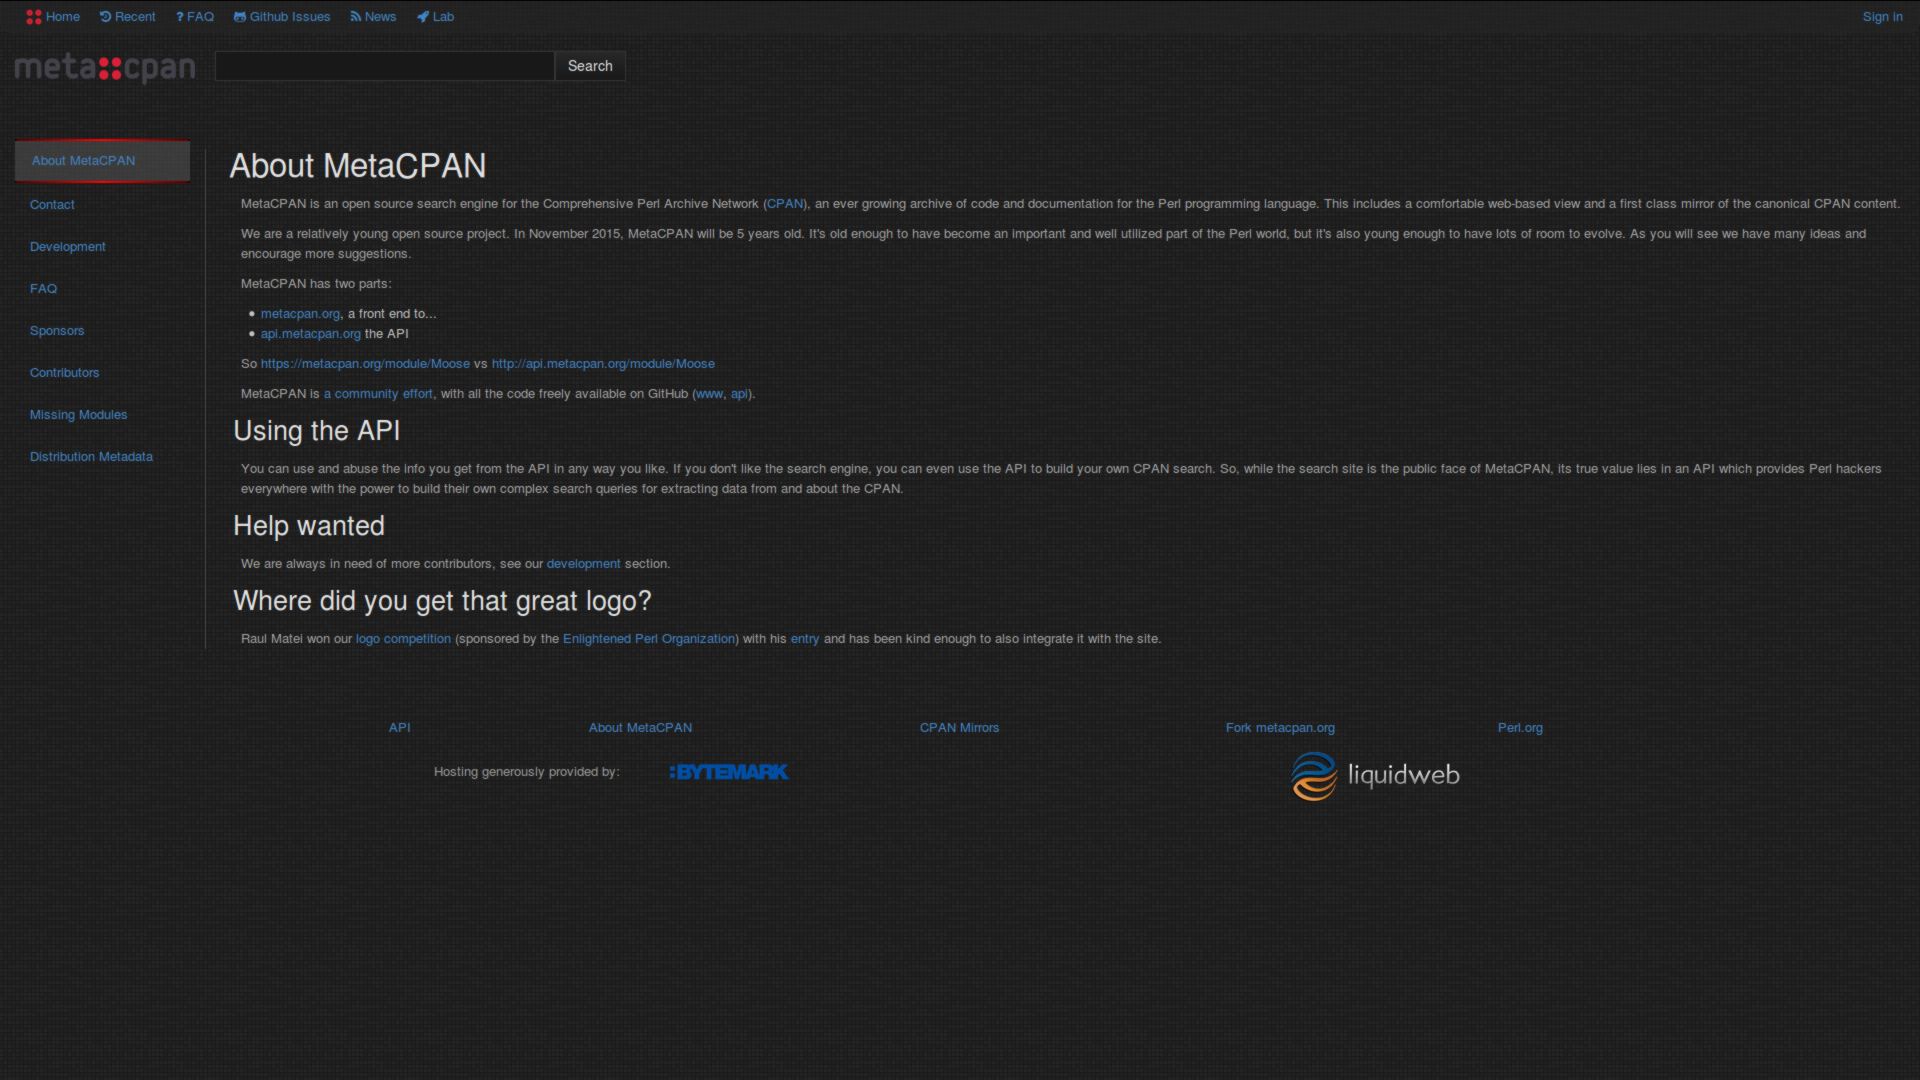 Home Recent ? FAQ Github Issues News Lab Sign in
meta::cpan Search
About MetaCPAN
Contact
Development
FAQ
Sponsors
Contributors
Missing Modules
Distribution Metadata
About MetaCPAN
MetaCPAN is an open source search engine for the Comprehensive Perl Archive Network (CPAN), an ever growing archive of code and documentation for the Perl programming language. This includes a comfortable web-based view and a first class mirror of the canonical CPAN content.
We are a relatively young open source project. In November 2015, MetaCPAN will be 5 years old. It's old enough to have become an important and well utilized part of the Perl world, but it's also young enough to have lots of room to evolve. As you will see we have many ideas and
encourage more suggestions.
MetaCPAN has two parts:
• metacpan.org, a front end to...
• api.metacpan.org the API
So https://metacpan.org/module/Moose vs http://api.metacpan.org/module/Moose
MetaCPAN is a community effort, with all the code freely available on GitHub (www, api).
Using the API
You can use and abuse the info you get from the API in any way you like. If you don't like the search engine, you can even use the API to build your own CPAN search. So, while the search site is the public face of MetaCPAN, its true value lies in an API which provides Perl hackers
everywhere with the power to build their own complex search queries for extracting data from and about the CPAN.
Help wanted
We are always in need of more contributors, see our development section.
Where did you get that great logo?
Raul Matei won our logo competition (sponsored by the Enlightened Perl Organization) with his entry and has been kind enough to also integrate it with the site.
API About MetaCPAN CPAN Mirrors Fork metacpan.org Perl.org
Hosting generously provided by: :BYTEMARK liquidweb